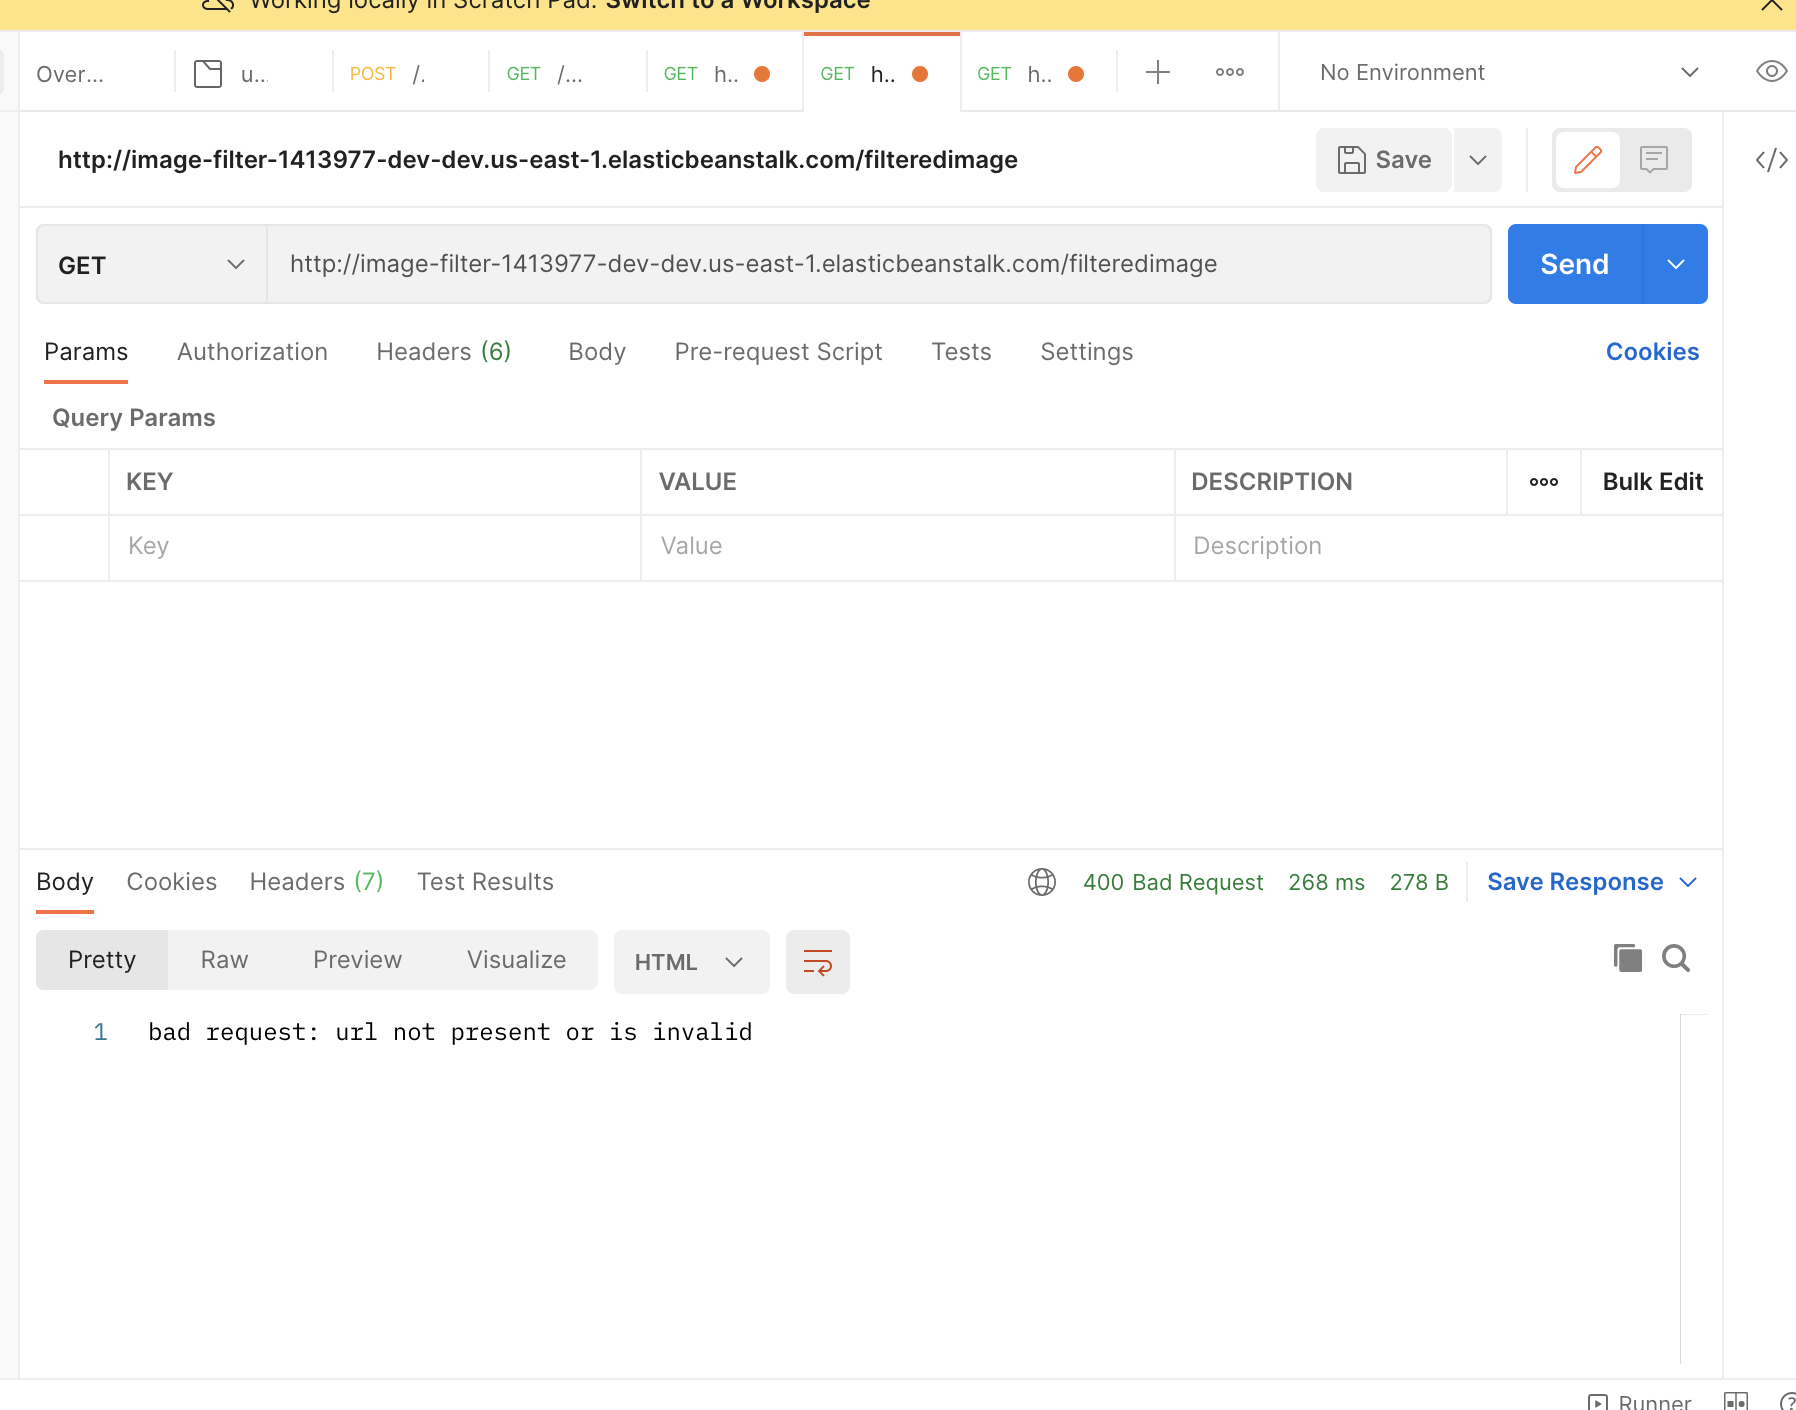 Working locally in Scratch Pad. Switch to a Workspace
Over...
u...
POST /.
GET /...
GET h..
GET h..
GET h..
No Environment
http://image-filter-1413977-dev-dev.us-east-1.elasticbeanstalk.com/filteredimage
Save
GET
http://image-filter-1413977-dev-dev.us-east-1.elasticbeanstalk.com/filteredimage
Send
Params Authorization Headers (6) Body Pre-request Script Tests Settings Cookies
Query Params
KEY VALUE DESCRIPTION Bulk Edit
Key Value Description
Body Cookies Headers (7) Test Results 400 Bad Request 268 ms 278 B Save Response
Pretty Raw Preview Visualize HTML
1 bad request: url not present or is invalid
Runner